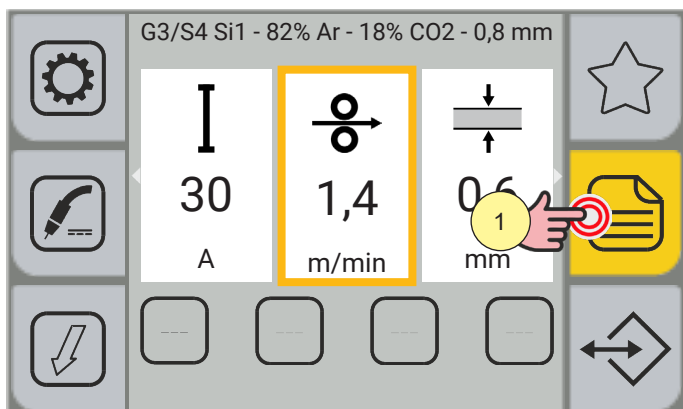 G3/S4 Si1 - 82% Ar - 18% CO2 - 0,8 mm
30 1,4 0,6
1
A m/min mm
--- --- --- ---